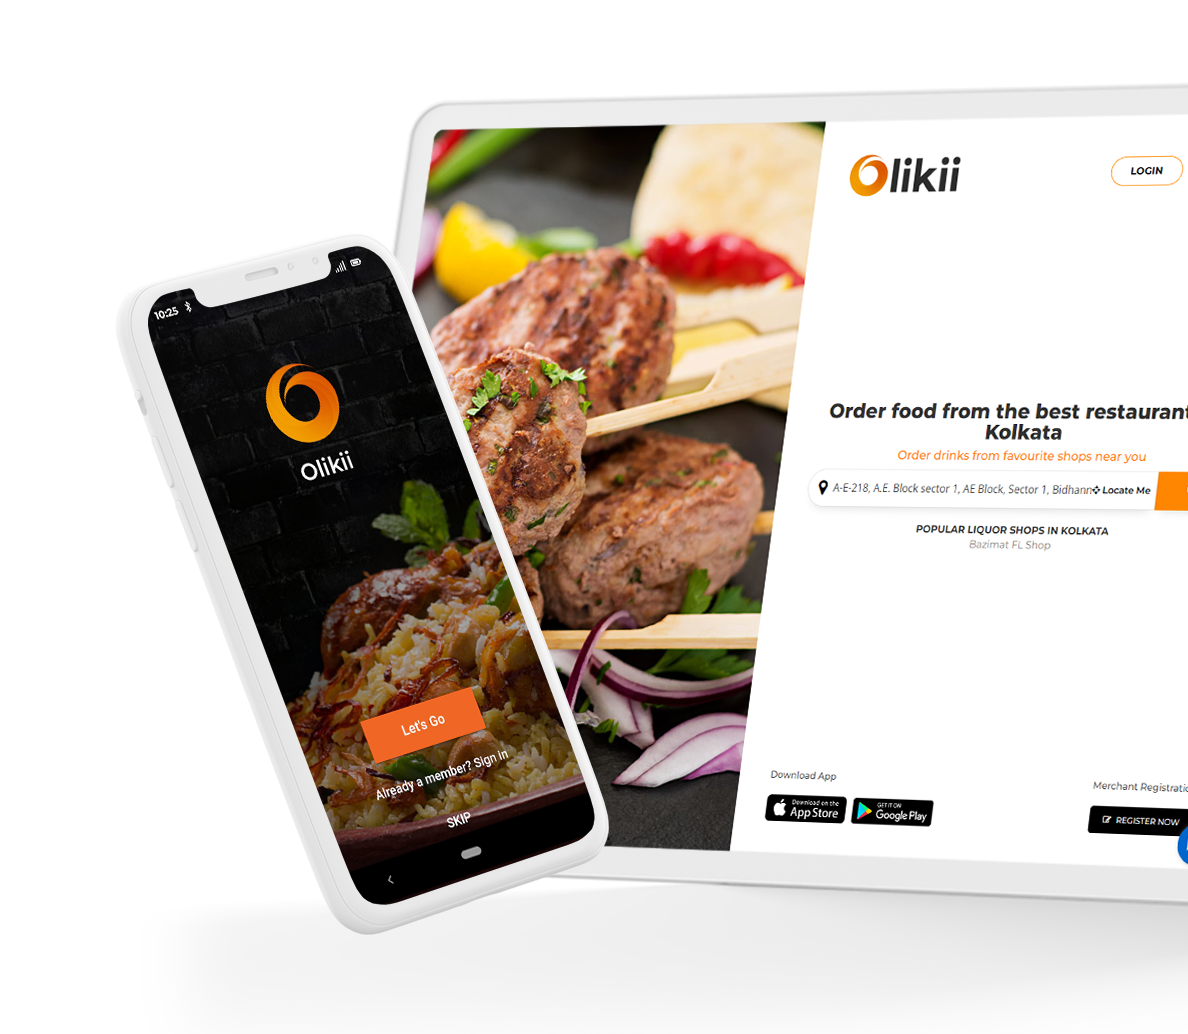 10:25
Olikii
Let's Go
Already a member? Sign in
SKIP
Olikii
LOGIN
Order food from the best restaurant
Kolkata
Order drinks from favourite shops near you
A-E-218, A.E. Block sector 1, AE Block, Sector 1, Bidhann Locate Me
POPULAR LIQUOR SHOPS IN KOLKATA
Bazimat FL Shop
Download App
Merchant Registratio
Download on the
App Store
GET IT ON
Google Play
REGISTER NOW